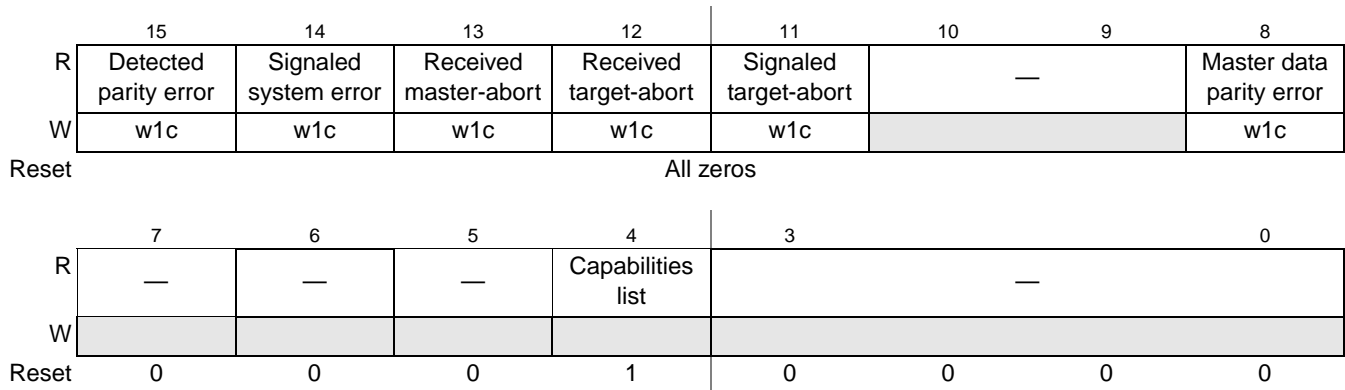 15 14 13 12 11 10 9 8
R Detected parity error Signaled system error Received master-abort Received target-abort Signaled target-abort — Master data parity error
W w1c w1c w1c w1c w1c w1c
Reset All zeros
7 6 5 4 3 0
R — — — Capabilities list —
W
Reset 0 0 0 1 0 0 0 0